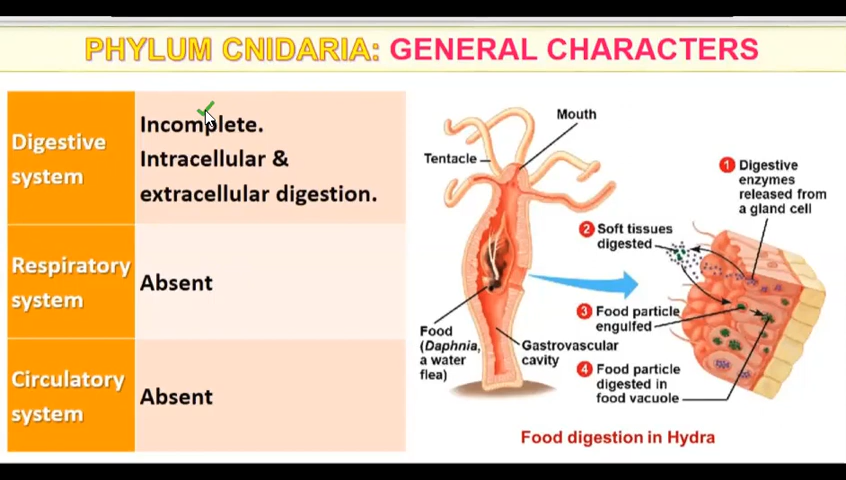 PHYLUM CNIDARIA: GENERAL CHARACTERS
Digestive
system
Incomplete.
Intracellular &
extracellular digestion.
Respiratory
system
Absent
Circulatory
system
Absent
Mouth
Tentacle
Food
(Daphnia,
a water
flea)
Gastrovascular
cavity
1 Digestive
enzymes
released from
a gland cell
2 Soft tissues
digested
3 Food particle
engulfed
4 Food particle
digested in
food vacuole
Food digestion in Hydra